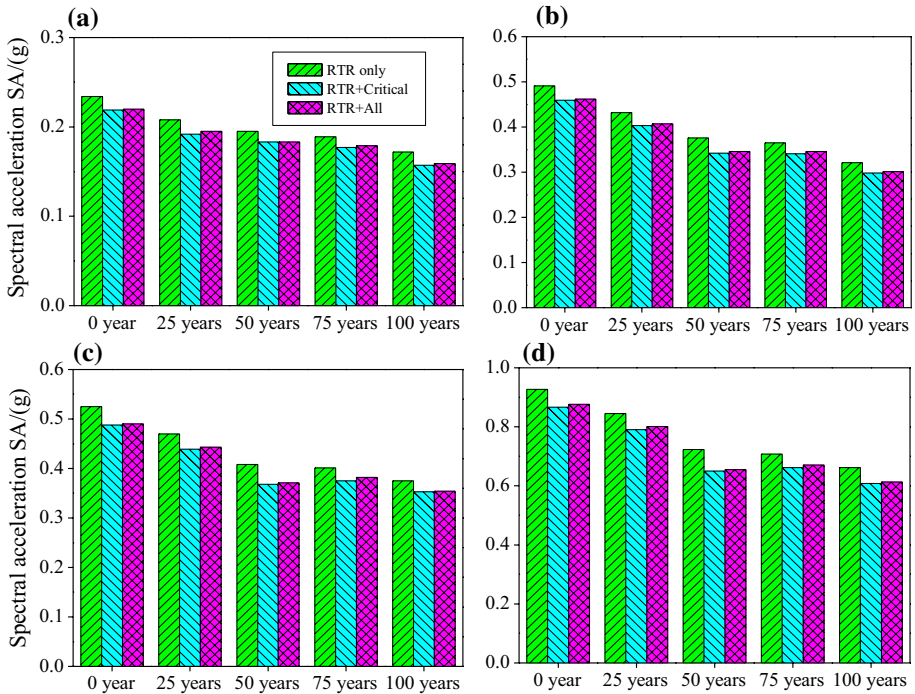 (a)
Spectral acceleration SA/(g)
0.3
0.2
0.1
0.0
RTR only
RTR+Critical
RTR+All
0 year 25 years 50 years 75 years 100 years
(b)
0.6
0.5
0.4
0.3
0.2
0.1
0.0
0 year 25 years 50 years 75 years 100 years
(c)
Spectral acceleration SA/(g)
0.6
0.5
0.4
0.3
0.2
0.1
0.0
0 year 25 years 50 years 75 years 100 years
(d)
1.0
0.8
0.6
0.4
0.2
0.0
0 year 25 years 50 years 75 years 100 years